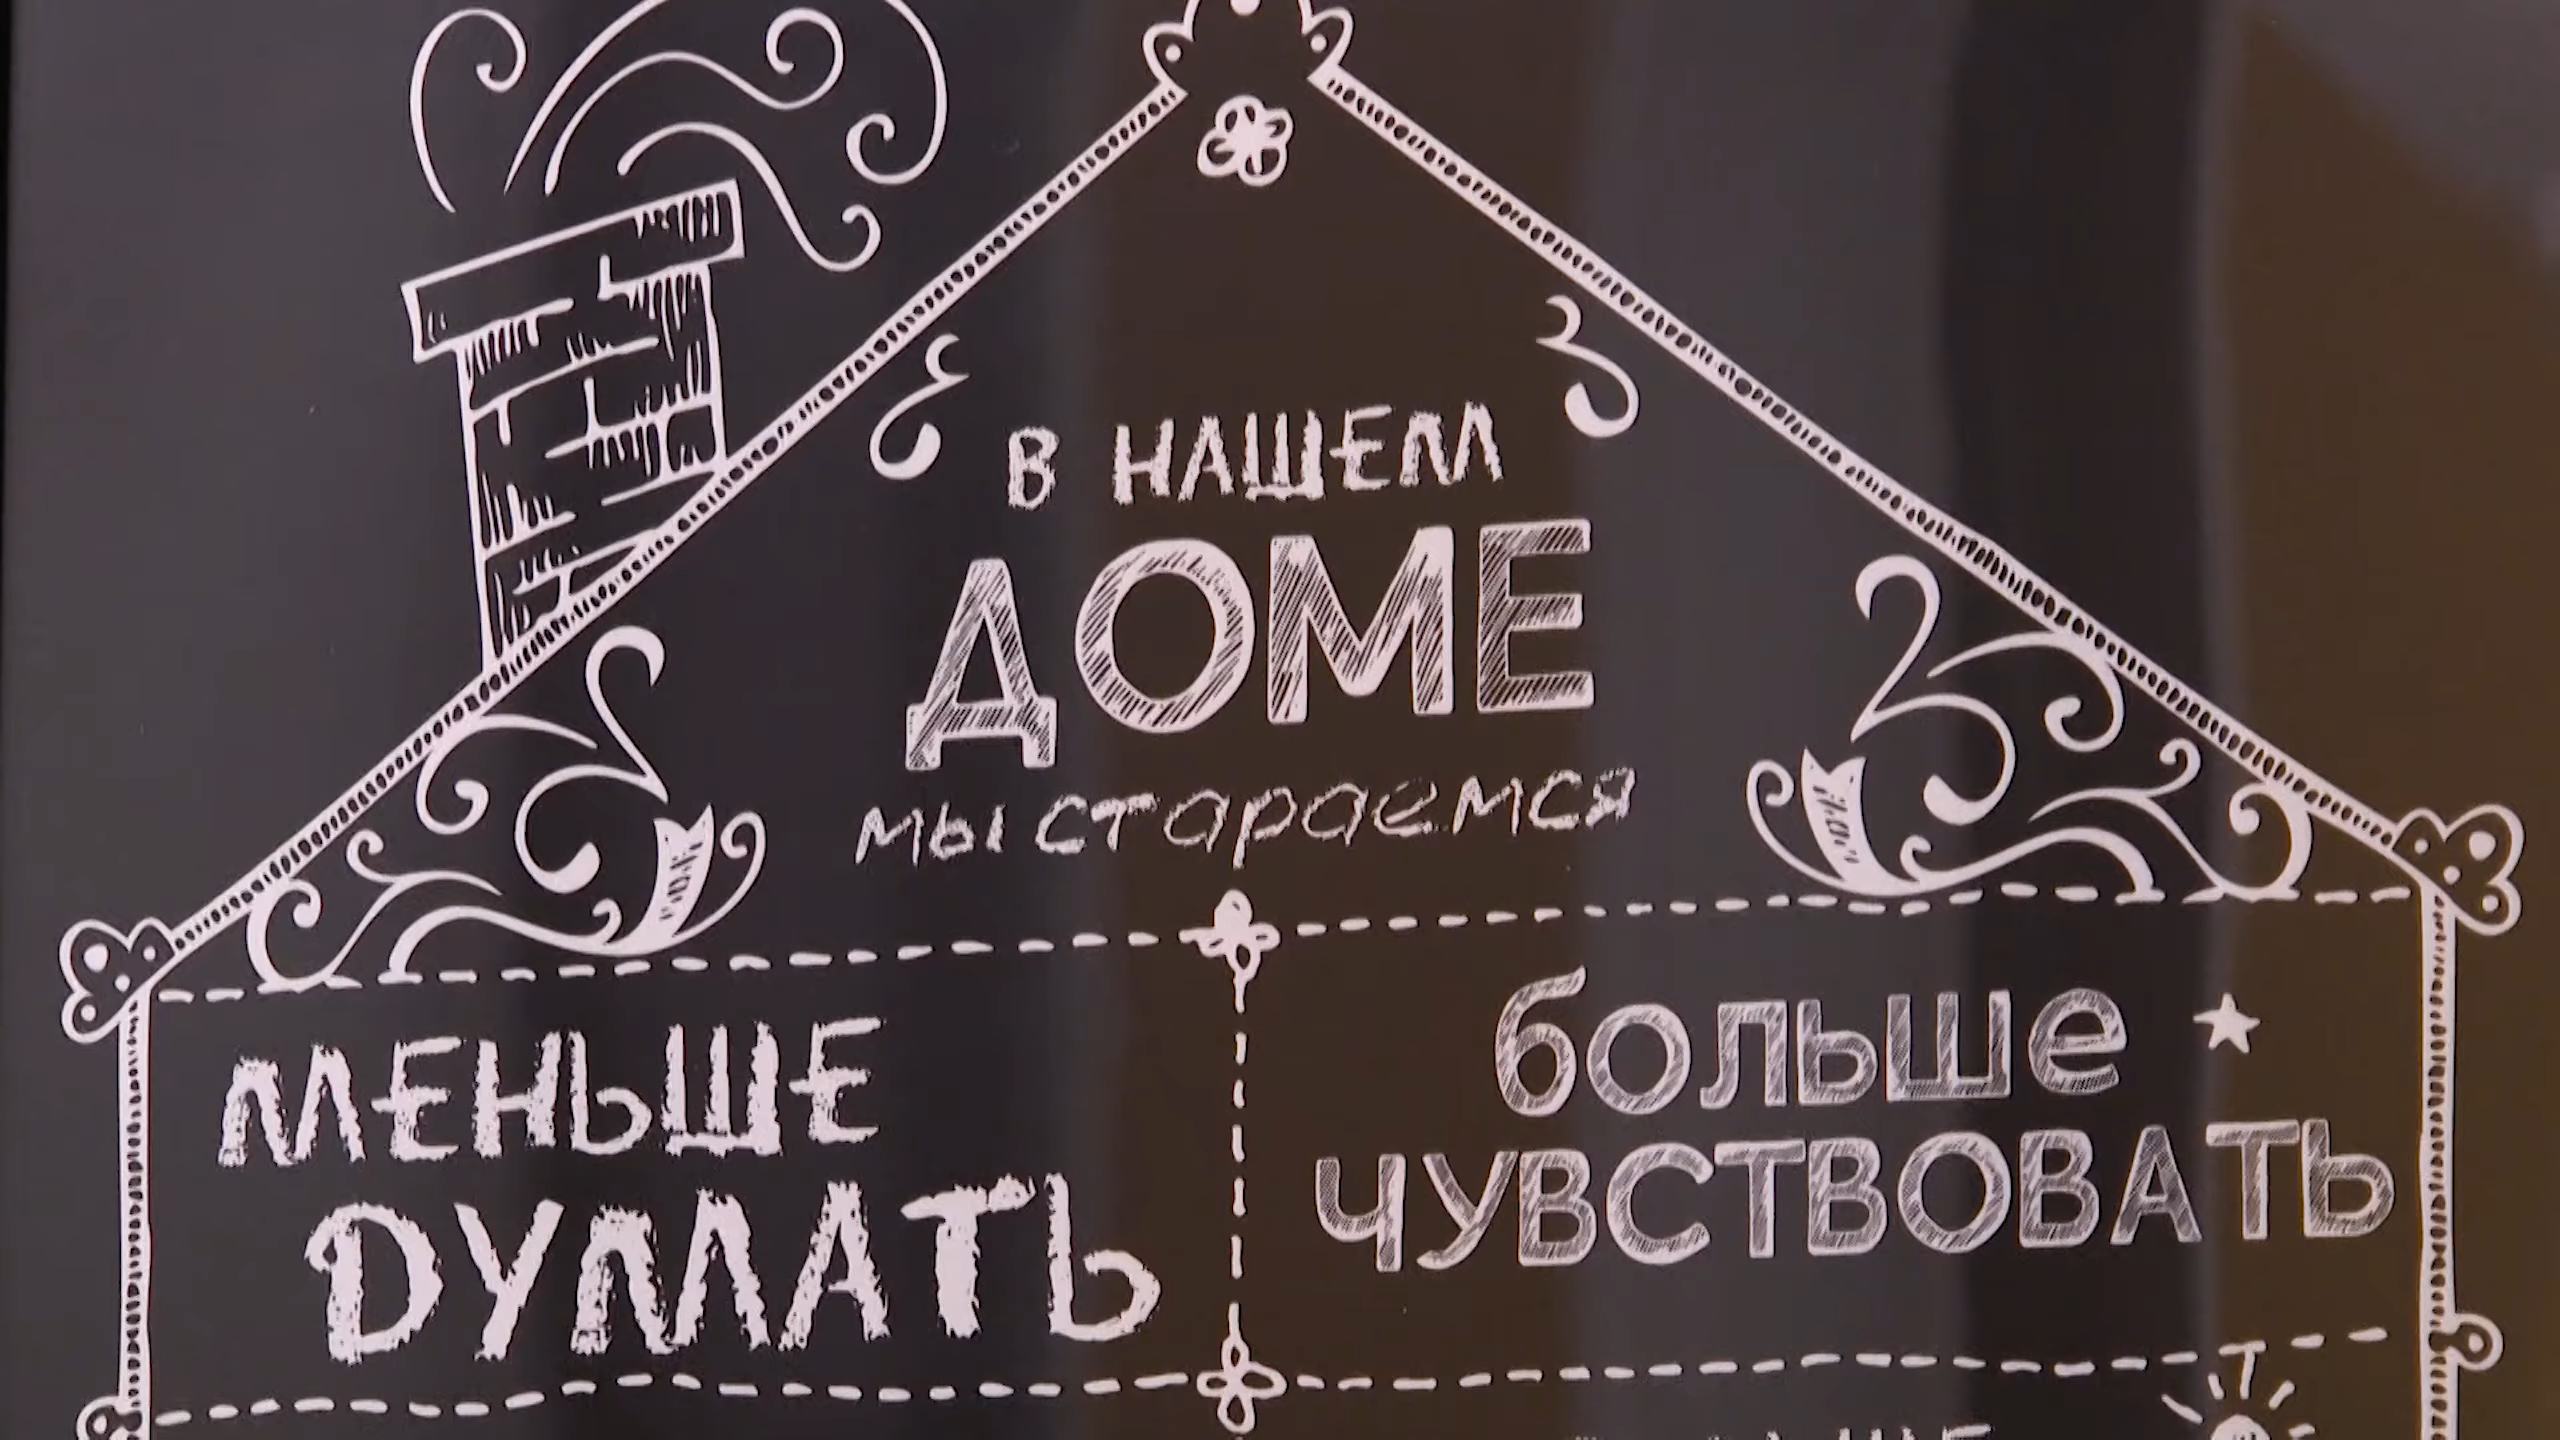 В НАШЕМ
ДОМЕ
мы стараемся
МЕНЬШЕ
ДУМАТЬ
больше
ЧУВСТВОВАТЬ